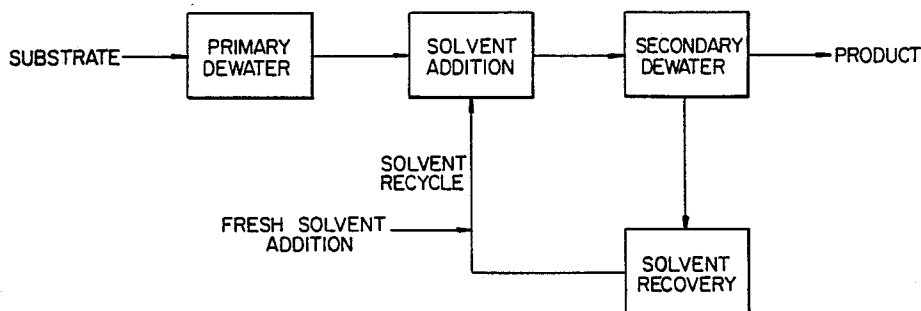 SUBSTRATE
PRIMARY
DEWATER
SOLVENT
ADDITION
SECONDARY
DEWATER
PRODUCT
SOLVENT
RECYCLE
FRESH SOLVENT
ADDITION
SOLVENT
RECOVERY